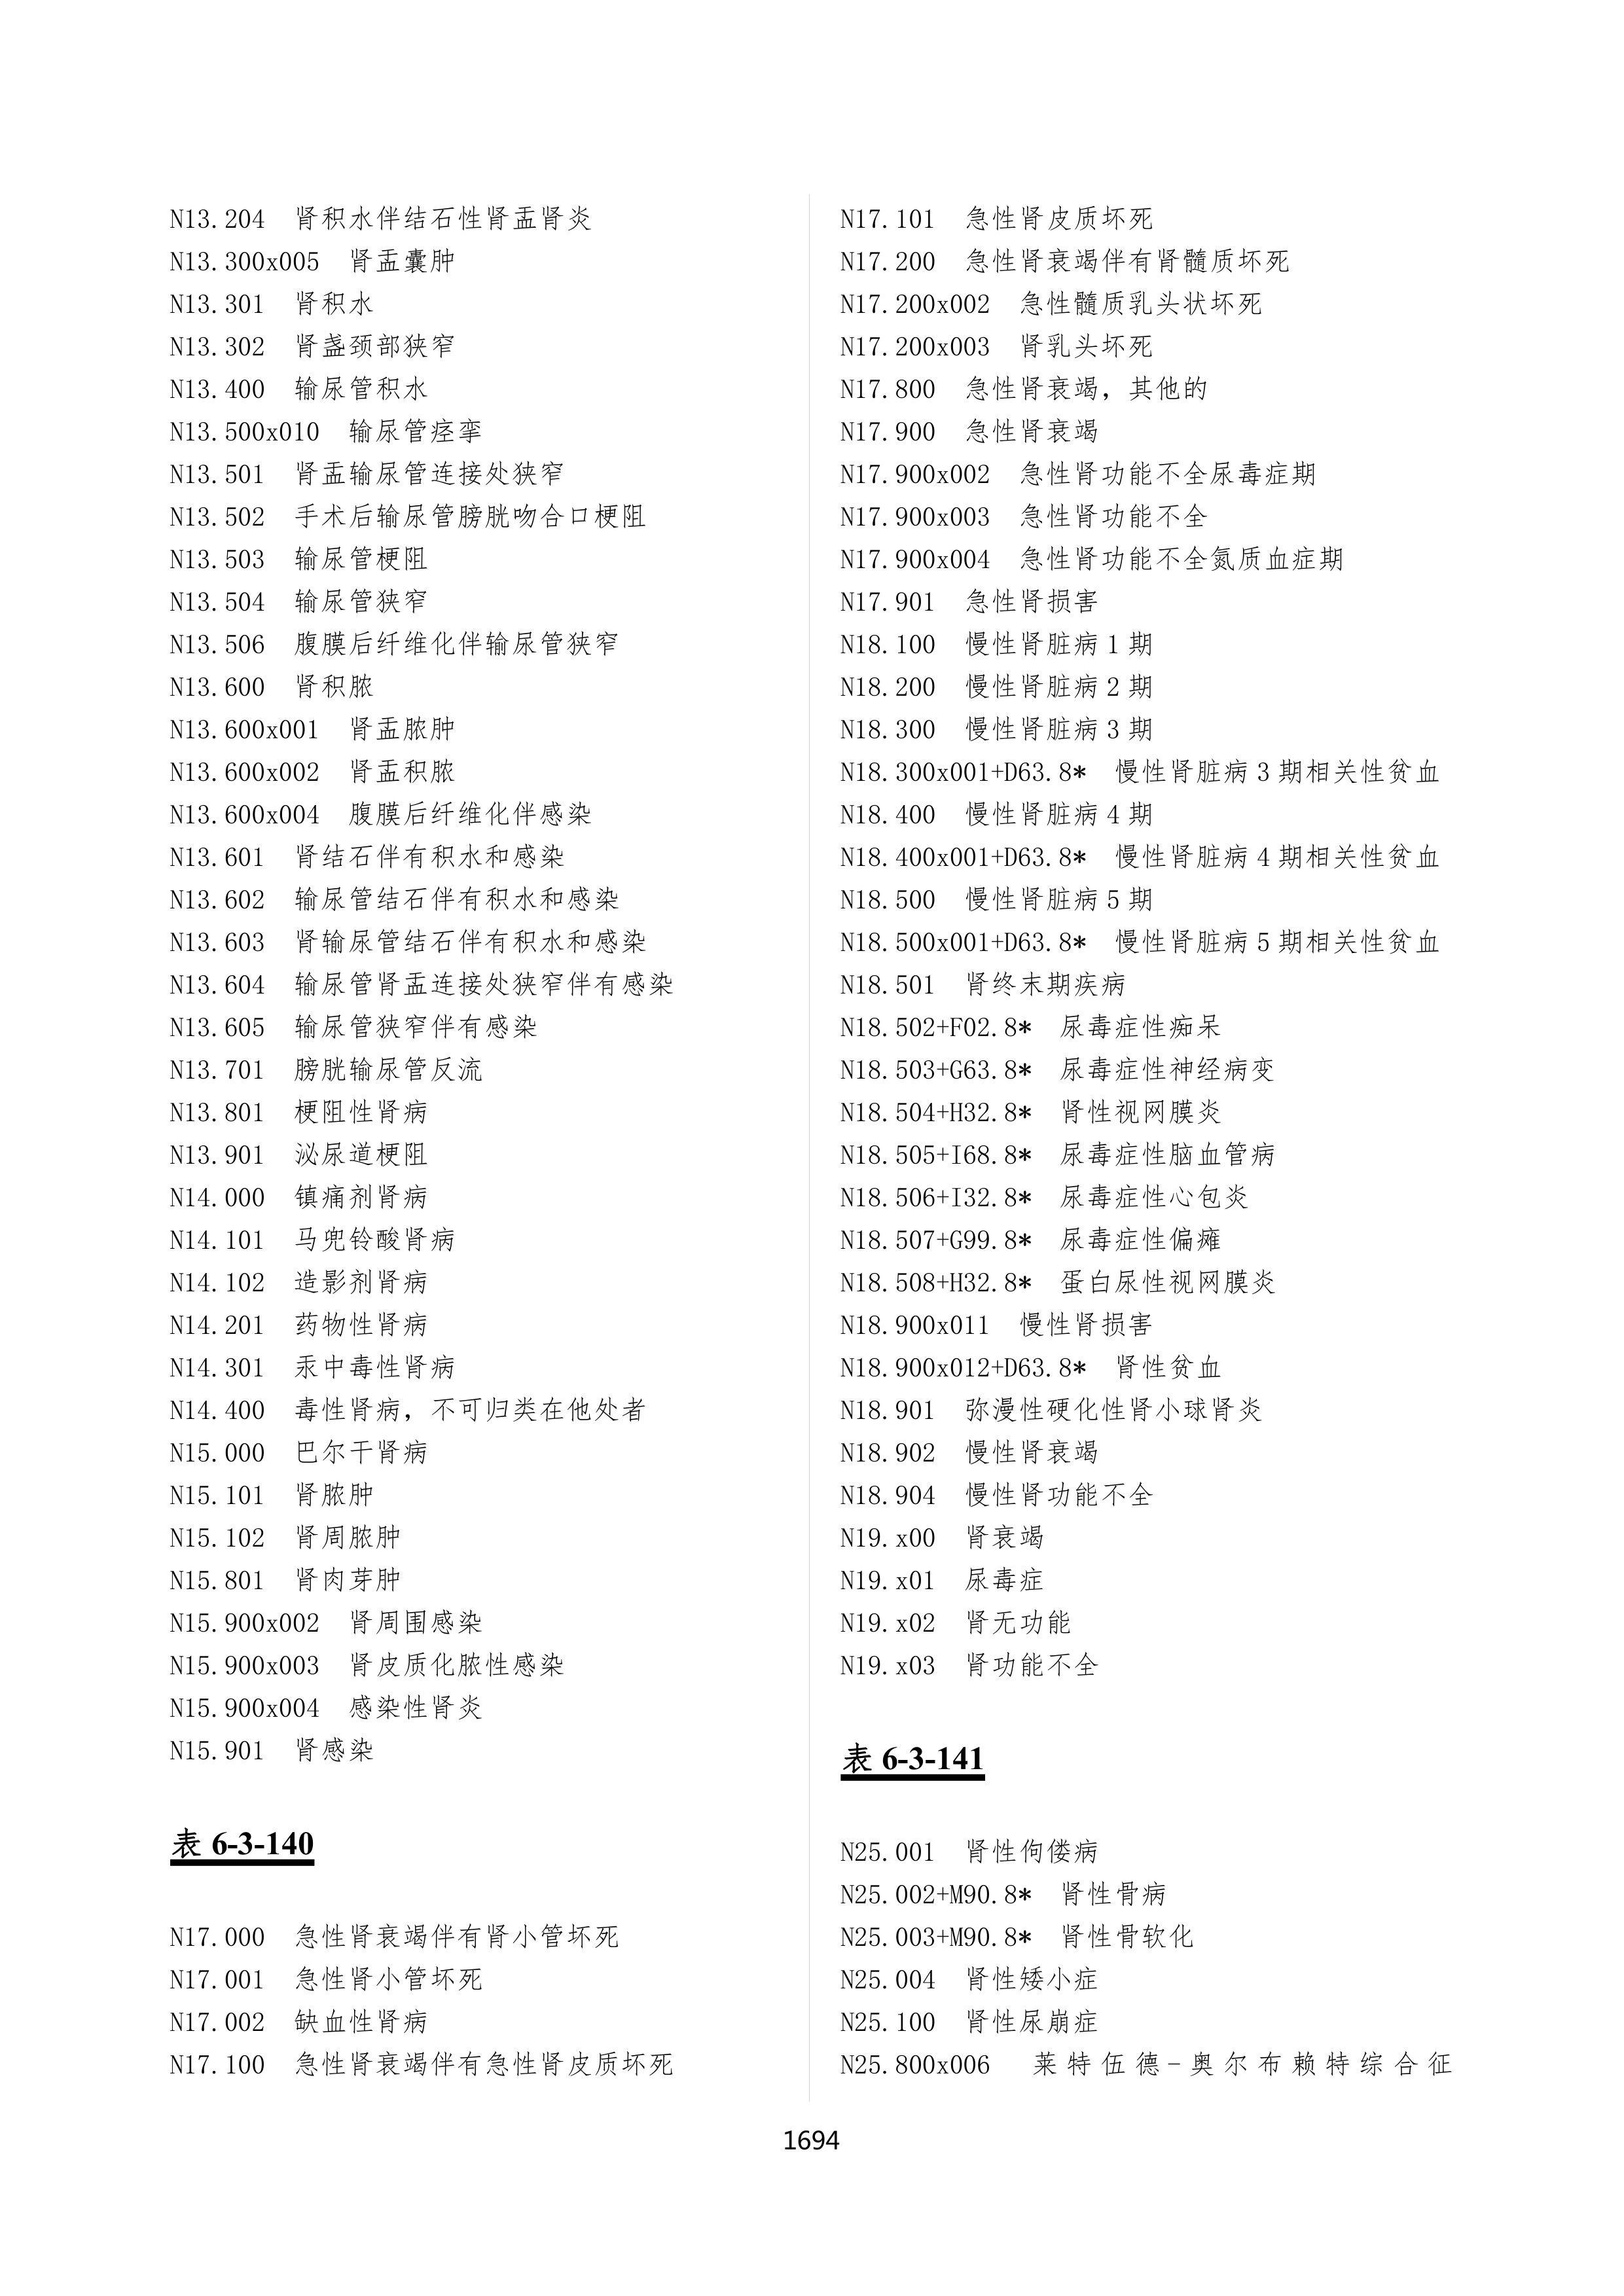 N13.204 肾积水伴结石性肾盂肾炎
N13.300x005 肾盂囊肿
N13.301 肾积水
N13.302 肾盏颈部狭窄
N13.400 输尿管积水
N13.500x010 输尿管痉挛
N13.501 肾盂输尿管连接处狭窄
N13.502 手术后输尿管膀胱吻合口梗阻
N13.503 输尿管梗阻
N13.504 输尿管狭窄
N13.506 腹膜后纤维化伴输尿管狭窄
N13.600 肾积脓
N13.600x001 肾盂脓肿
N13.600x002 肾盂积脓
N13.600x004 腹膜后纤维化伴感染
N13.601 肾结石伴有积水和感染
N13.602 输尿管结石伴有积水和感染
N13.603 肾输尿管结石伴有积水和感染
N13.604 输尿管肾盂连接处狭窄伴有感染
N13.605 输尿管狭窄伴有感染
N13.701 膀胱输尿管反流
N13.801 梗阻性肾病
N13.901 泌尿道梗阻
N14.000 镇痛剂肾病
N14.101 马兜铃酸肾病
N14.102 造影剂肾病
N14.201 药物性肾病
N14.301 汞中毒性肾病
N14.400 毒性肾病，不可归类在他处者
N15.000 巴尔干肾病
N15.101 肾脓肿
N15.102 肾周脓肿
N15.801 肾肉芽肿
N15.900x002 肾周围感染
N15.900x003 肾皮质化脓性感染
N15.900x004 感染性肾炎
N15.901 肾感染
表 6-3-140
N17.000 急性肾衰竭伴有肾小管坏死
N17.001 急性肾小管坏死
N17.002 缺血性肾病
N17.100 急性肾衰竭伴有急性肾皮质坏死
N17.101 急性肾皮质坏死
N17.200 急性肾衰竭伴有肾髓质坏死
N17.200x002 急性髓质乳头状坏死
N17.200x003 肾乳头坏死
N17.800 急性肾衰竭，其他的
N17.900 急性肾衰竭
N17.900x002 急性肾功能不全尿毒症期
N17.900x003 急性肾功能不全
N17.900x004 急性肾功能不全氮质血症期
N17.901 急性肾损害
N18.100 慢性肾脏病 1 期
N18.200 慢性肾脏病 2 期
N18.300 慢性肾脏病 3 期
N18.300x001+D63.8* 慢性肾脏病 3 期相关性贫血
N18.400 慢性肾脏病 4 期
N18.400x001+D63.8* 慢性肾脏病 4 期相关性贫血
N18.500 慢性肾脏病 5 期
N18.500x001+D63.8* 慢性肾脏病 5 期相关性贫血
N18.501 肾终末期疾病
N18.502+F02.8* 尿毒症性痴呆
N18.503+G63.8* 尿毒症性神经病变
N18.504+H32.8* 肾性视网膜炎
N18.505+I68.8* 尿毒症性脑血管病
N18.506+I32.8* 尿毒症性心包炎
N18.507+G99.8* 尿毒症性偏瘫
N18.508+H32.8* 蛋白尿性视网膜炎
N18.900x011 慢性肾损害
N18.900x012+D63.8* 肾性贫血
N18.901 弥漫性硬化性肾小球肾炎
N18.902 慢性肾衰竭
N18.904 慢性肾功能不全
N19.x00 肾衰竭
N19.x01 尿毒症
N19.x02 肾无功能
N19.x03 肾功能不全
表 6-3-141
N25.001 肾性佝偻病
N25.002+M90.8* 肾性骨病
N25.003+M90.8* 肾性骨软化
N25.004 肾性矮小症
N25.100 肾性尿崩症
N25.800x006 莱特伍德-奥尔布赖特综合征
1694